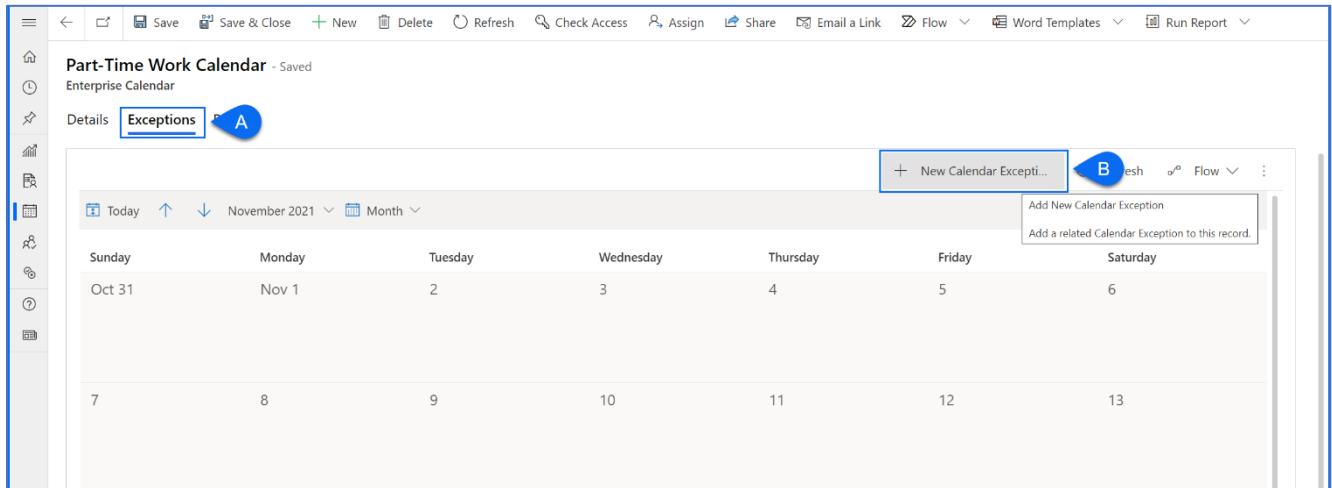 Save Save & Close New Delete Refresh Check Access Assign Share Email a Link Flow Word Templates Run Report
Part-Time Work Calendar - Saved
Enterprise Calendar
Details Exceptions A
New Calendar Excepti... B esh Flow
Today November 2021 Month
Add New Calendar Exception
Add a related Calendar Exception to this record.
Sunday Monday Tuesday Wednesday Thursday Friday Saturday
Oct 31 Nov 1 2 3 4 5 6
7 8 9 10 11 12 13